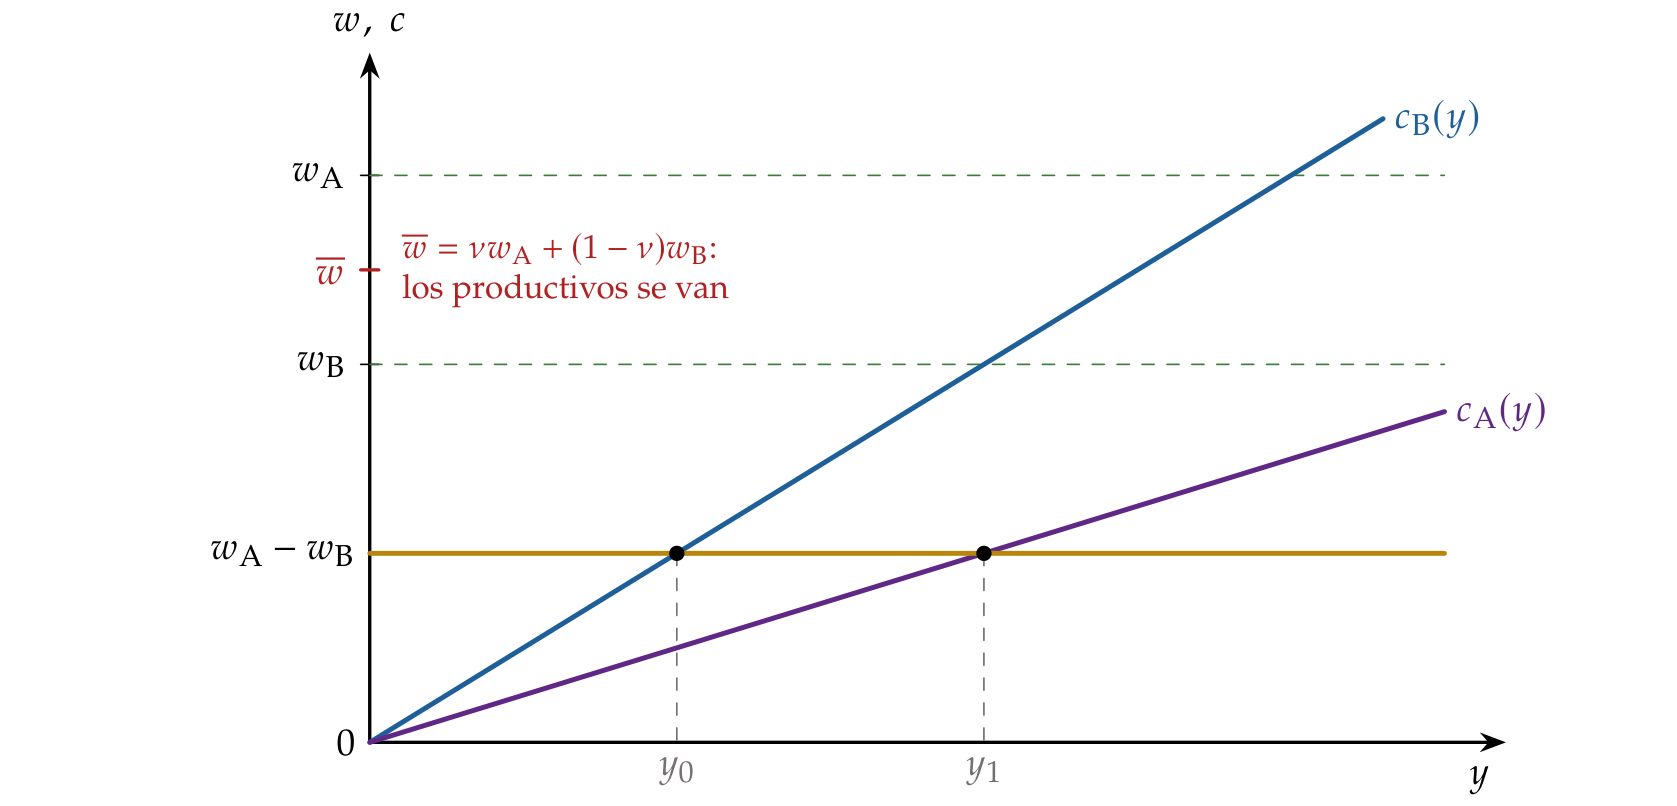 w, c
c_B(y)
w_A
w̅ = νw_A + (1 − ν)w_B:
w̅
los productivos se van
w_B
c_A(y)
w_A − w_B
0
y_0
y_1
y